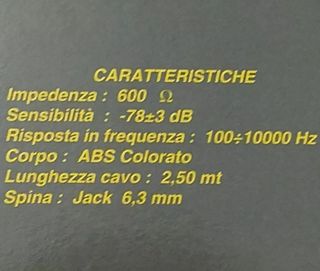 CARATTERISTICHE
Impedenza : 600 Ω
Sensibilità : -78±3 dB
Risposta in frequenza : 100÷10000 Hz
Corpo : ABS Colorato
Lunghezza cavo : 2,50 mt
Spina : Jack 6,3 mm